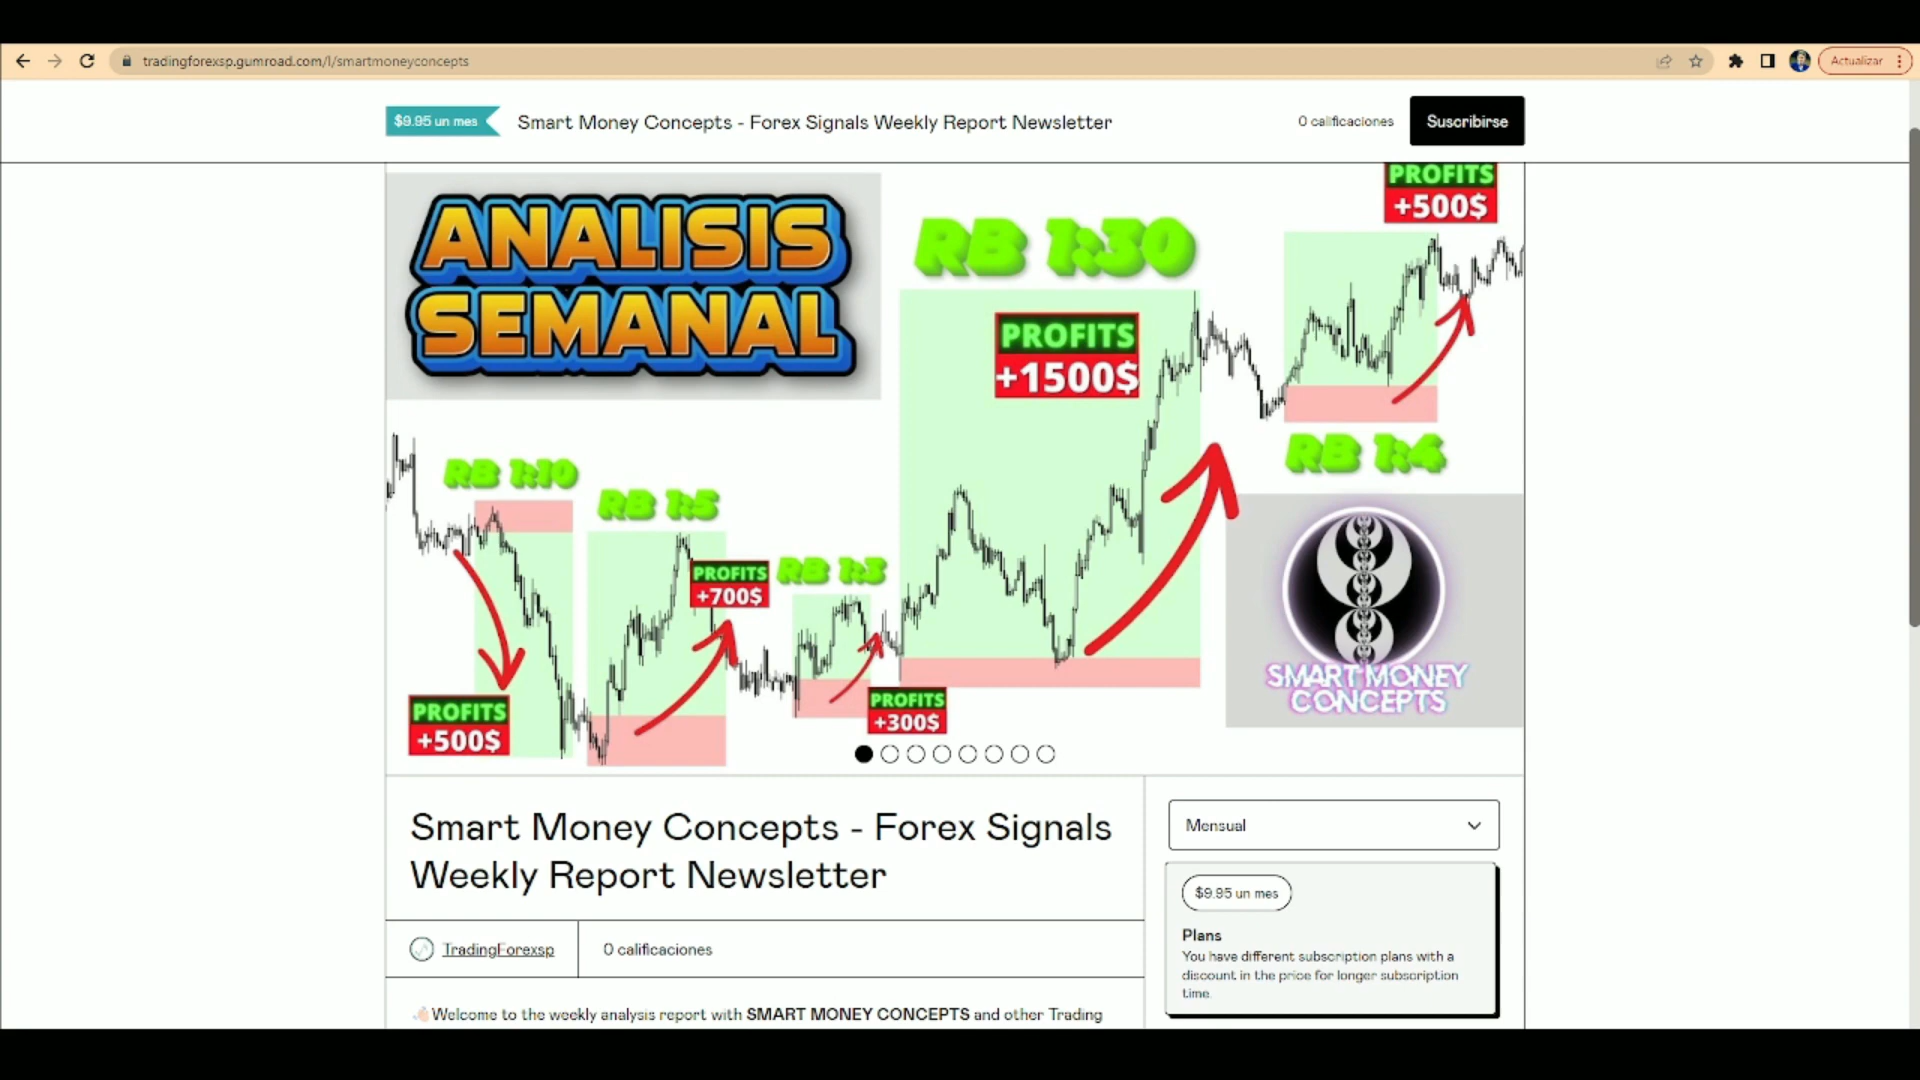 tradingforexsp.gumroad.com/l/smartmoneyconcepts
Actualizar
$9.95 un mes
Smart Money Concepts - Forex Signals Weekly Report Newsletter
0 calificaciones
Suscribirse
ANALISIS
SEMANAL
RB 1:30
PROFITS
+1500$
PROFITS
+500$
RB 1:4
RB 1:10
PROFITS
+500$
RB 1:5
PROFITS
+700$
RB 1:3
PROFITS
+300$
SMART MONEY
CONCEPTS
Smart Money Concepts - Forex Signals
Weekly Report Newsletter
TradingForexsp
0 calificaciones
👋🏻Welcome to the weekly analysis report with SMART MONEY CONCEPTS and other Trading
Mensual
$9.95 un mes
Plans
You have different subscription plans with a
discount in the price for longer subscription
time.